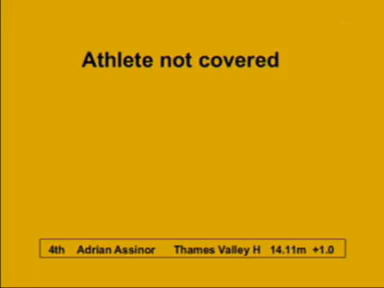 Athlete not covered
4th Adrian Assinor Thames Valley H 14.11m +1.0